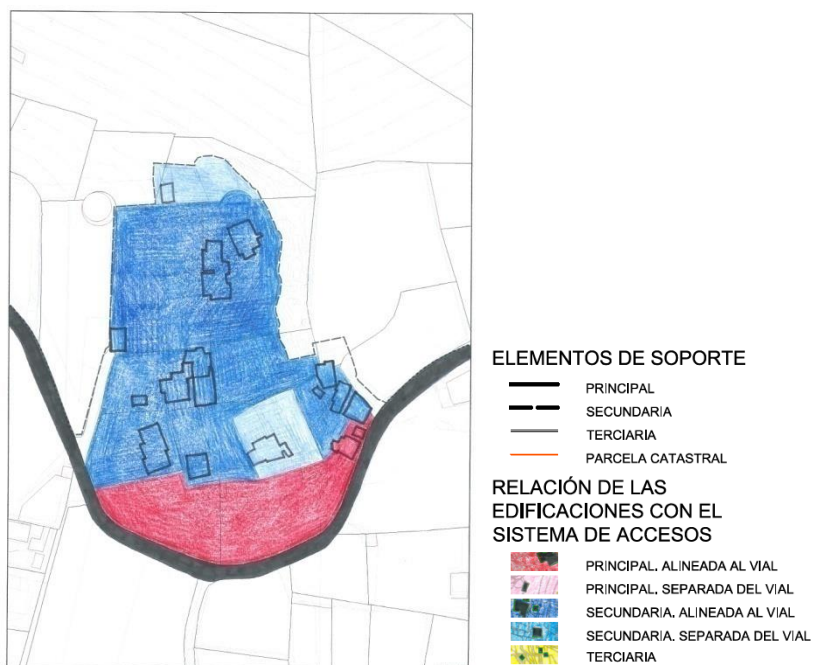 ELEMENTOS DE SOPORTE
PRINCIPAL
SECUNDARIA
TERCIARIA
PARCELA CATASTRAL
RELACIÓN DE LAS
EDIFICACIONES CON EL
SISTEMA DE ACCESOS
PRINCIPAL. ALINEADA AL VIAL
PRINCIPAL. SEPARADA DEL VIAL
SECUNDARIA. ALINEADA AL VIAL
SECUNDARIA. SEPARADA DEL VIAL
TERCIARIA